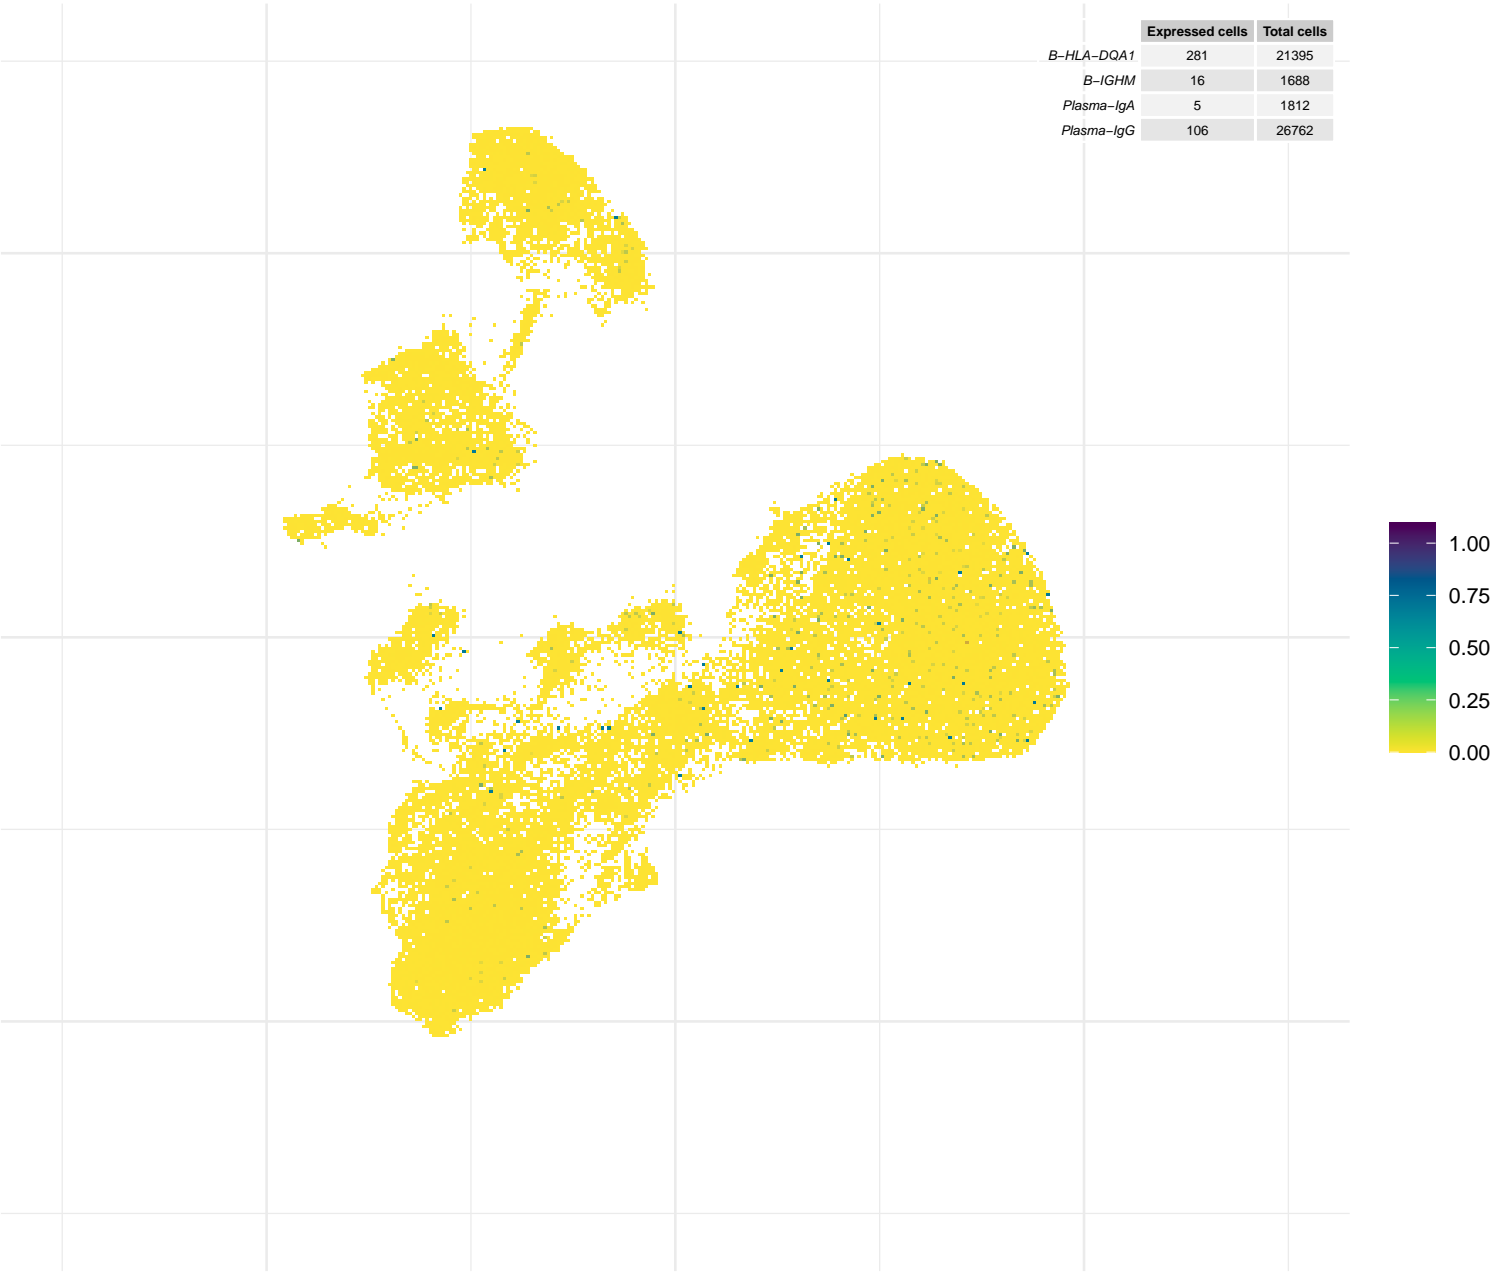 Expressed cells Total cells
B−HLA−DQA1 281 21395
B−IGHM 16 1688
Plasma−IgA 5 1812
Plasma−IgG 106 26762
1.00
0.75
0.50
0.25
0.00